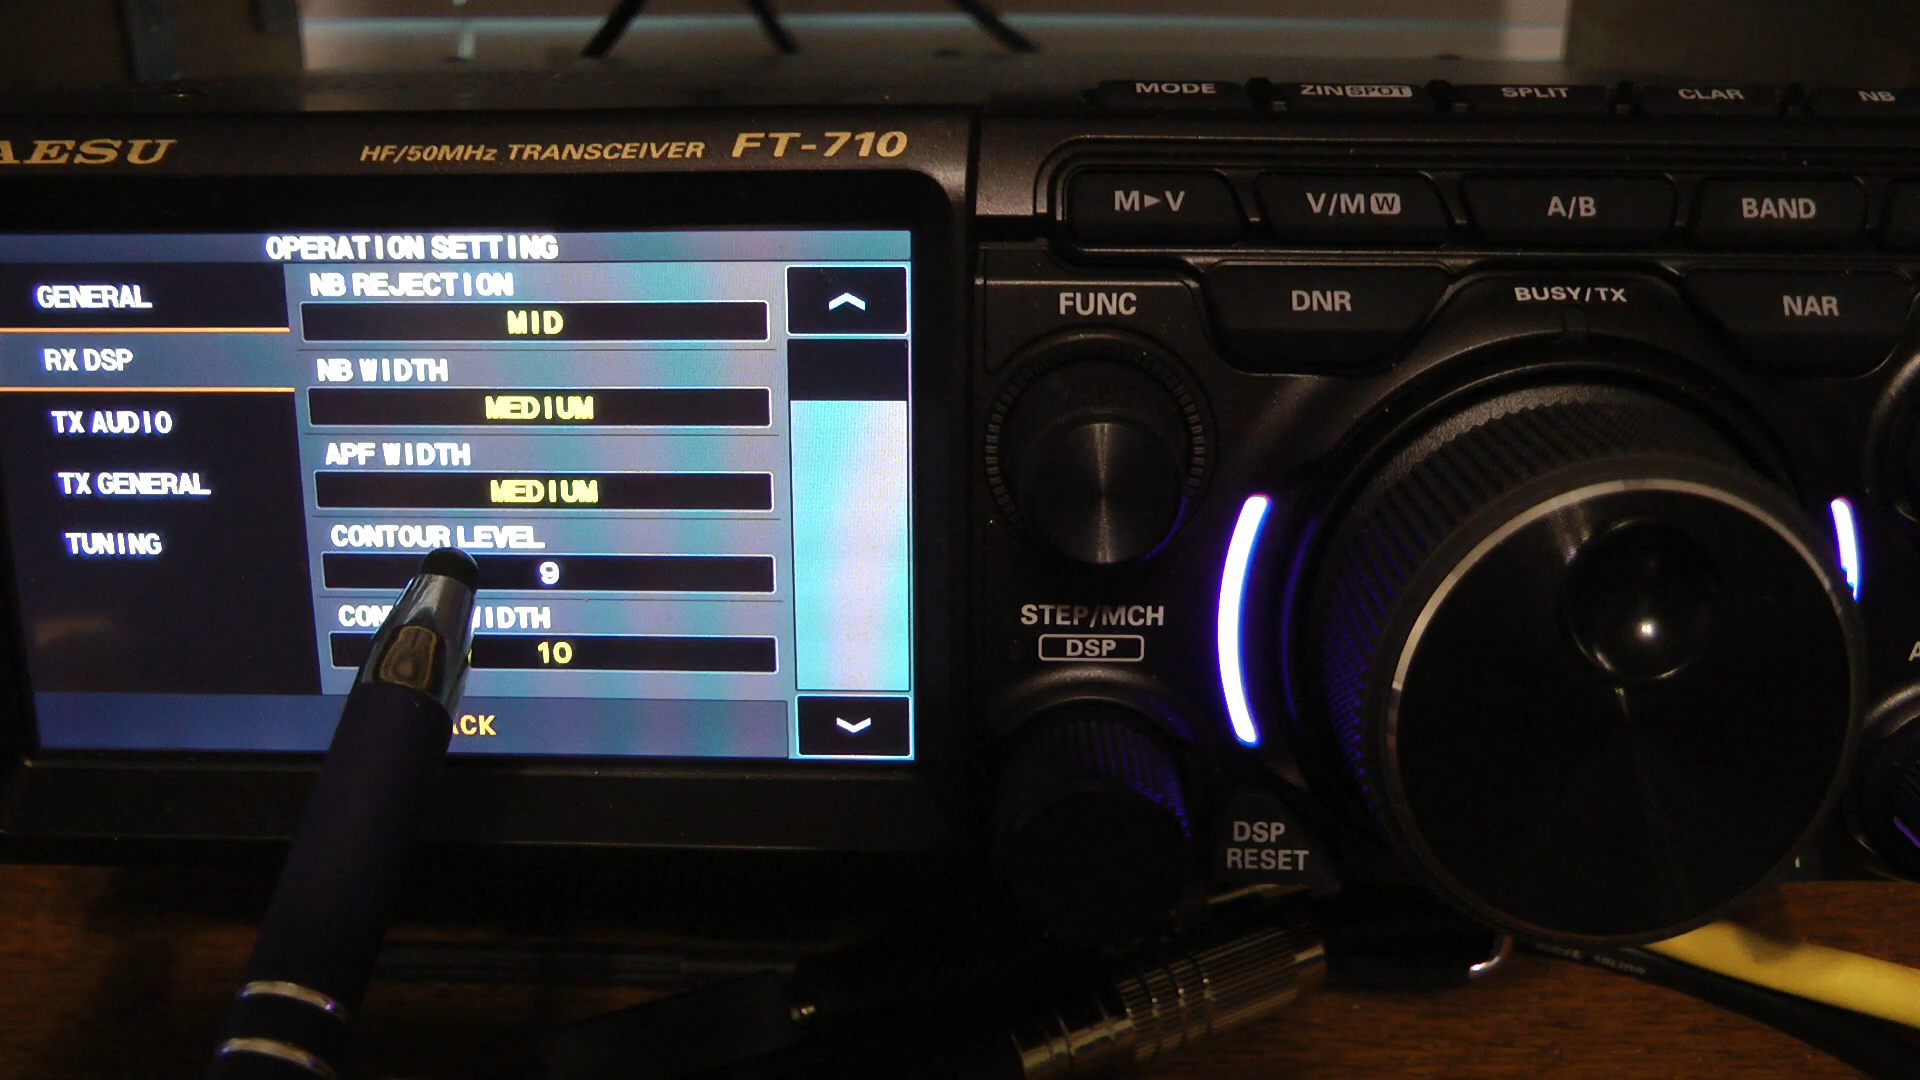 MODE
ZIN SPOT
SPLIT
CLAR
NB
AESU
HF/50MHz TRANSCEIVER FT-710
M►V
V/M W
A/B
BAND
OPERATION SETTING
GENERAL
RX DSP
TX AUDIO
TX GENERAL
TUNING
NB REJECTION
MID
NB WIDTH
MEDIUM
APF WIDTH
MEDIUM
CONTOUR LEVEL
9
CON IDTH
10
ACK
FUNC
DNR
BUSY/TX
NAR
STEP/MCH
DSP
DSP
RESET